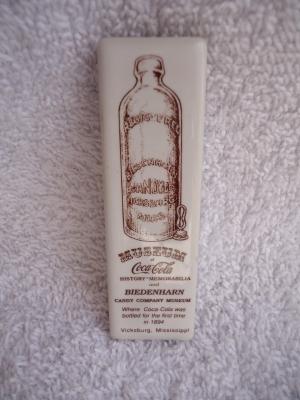 MUSEUM
of
Coca-Cola
HISTORY & MEMORABILIA
and
BIEDENHARN
CANDY COMPANY MUSEUM
Where Coca-Cola was
bottled for the first time
in 1894
Vicksburg, Mississippi